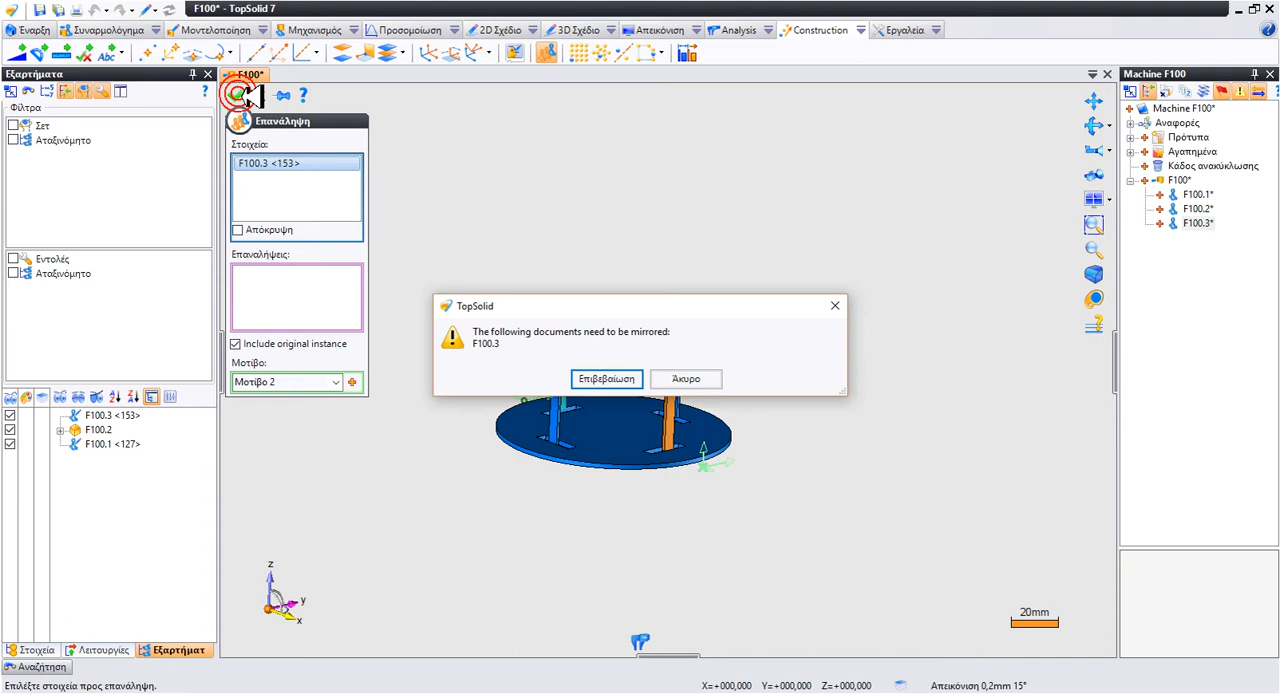 F100* - TopSolid 7
Έναρξη
Συναρμολόγημα
Μοντελοποίηση
Μηχανισμός
Προσομοίωση
2D Σχέδιο
3D Σχέδιο
Απεικόνιση
Analysis
Construction
Εργαλεία
Abc
Εξαρτήματα
F100*
Machine F100
Φίλτρα
Σετ
Αταξινόμητο
Εντολές
Αταξινόμητο
F100.3 <153>
F100.2
F100.1 <127>
Στοιχεία
Λειτουργίες
Εξαρτήματ
Αναζήτηση
Επιλέξτε στοιχεία προς επανάληψη.
Επανάληψη
Στοιχεία:
F100.3 <153>
Απόκρυψη
Επαναλήψεις:
Include original instance
Μοτίβο:
Μοτίβο 2
TopSolid
The following documents need to be mirrored:
F100.3
Επιβεβαίωση
Άκυρο
z
y
x
20mm
Machine F100*
Αναφορές
Πρότυπα
Αγαπημένα
Κάδος ανακύκλωσης
F100*
F100.1*
F100.2*
F100.3*
X=+000,000
Y=+000,000
Z=+000,000
Απεικόνιση 0,2mm 15°